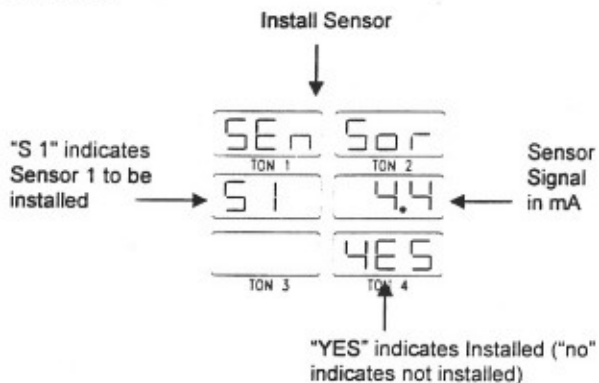 Install Sensor
SEn Sor
TON 1 TON 2
"S 1" indicates
Sensor 1 to be
installed
S 1 4.4
Sensor
Signal
in mA
YES
TON 3 TON 4
"YES" indicates Installed ("no"
indicates not installed)